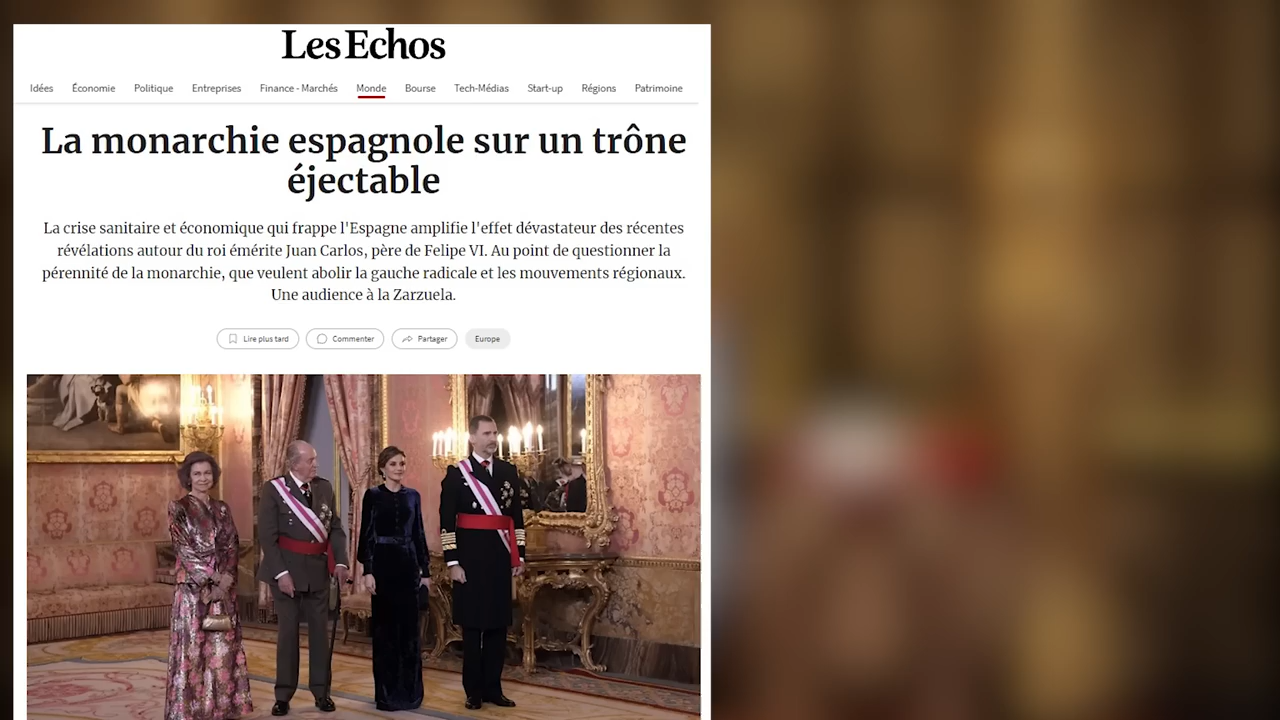 Les Echos
Idées Économie Politique Entreprises Finance - Marchés Monde Bourse Tech-Médias Start-up Régions Patrimoine
La monarchie espagnole sur un trône
éjectable
La crise sanitaire et économique qui frappe l'Espagne amplifie l'effet dévastateur des récentes
révélations autour du roi émérite Juan Carlos, père de Felipe VI. Au point de questionner la
pérennité de la monarchie, que veulent abolir la gauche radicale et les mouvements régionaux.
Une audience à la Zarzuela.
Lire plus tard Commenter Partager Europe